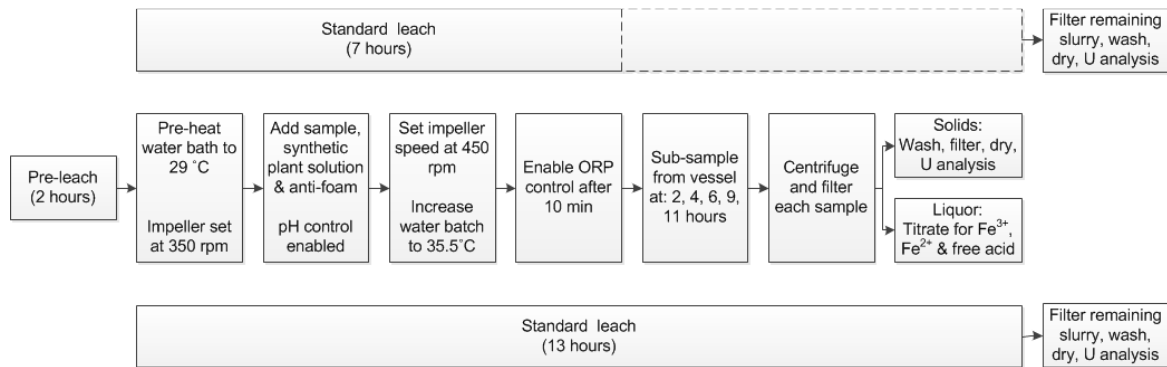 Standard leach
(7 hours)
Filter remaining
slurry, wash,
dry, U analysis
Pre-leach
(2 hours)
Pre-heat
water bath to
29 ˚C
Impeller set
at 350 rpm
Add sample,
synthetic
plant solution
& anti-foam
pH control
enabled
Set impeller
speed at 450
rpm
Increase
water batch
to 35.5˚C
Enable ORP
control after
10 min
Sub-sample
from vessel
at: 2, 4, 6, 9,
11 hours
Centrifuge
and filter
each sample
Solids:
Wash, filter, dry,
U analysis
Liquor:
Titrate for Fe³⁺,
Fe²⁺ & free acid
Standard leach
(13 hours)
Filter remaining
slurry, wash,
dry, U analysis